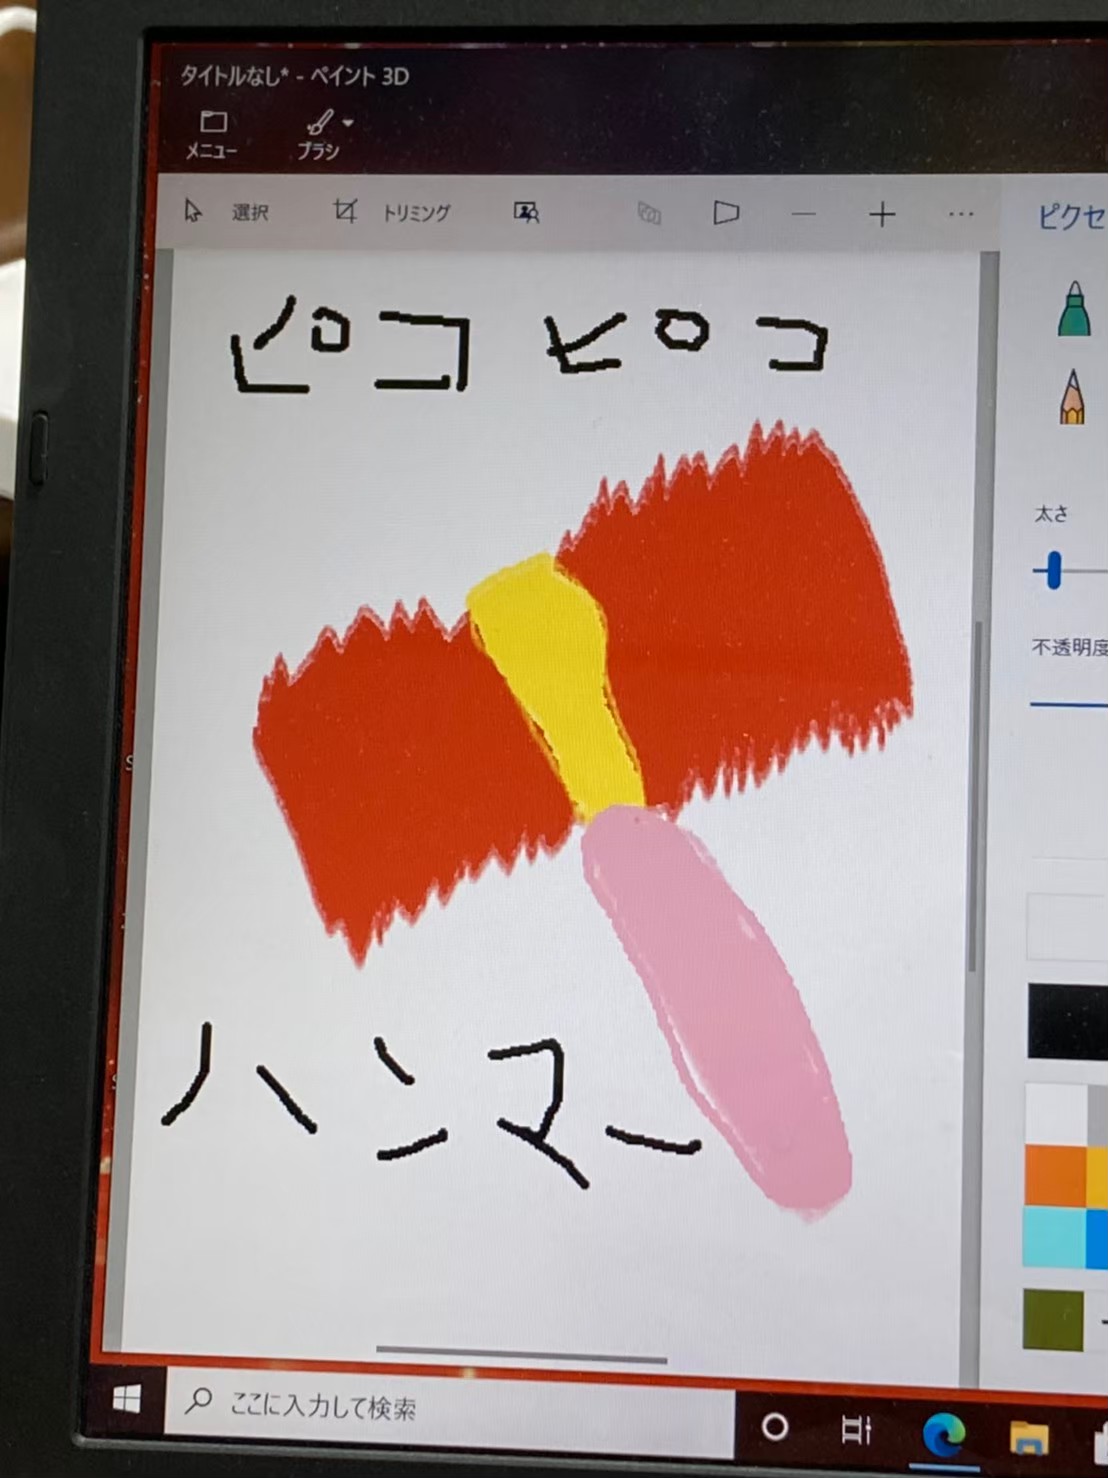 タイトルなし* - ペイント 3D
メニュー ブラシ
選択 トリミング
ピクセ
ピコ ピコ
太さ
不透明度
ハンマー
ここに入力して検索